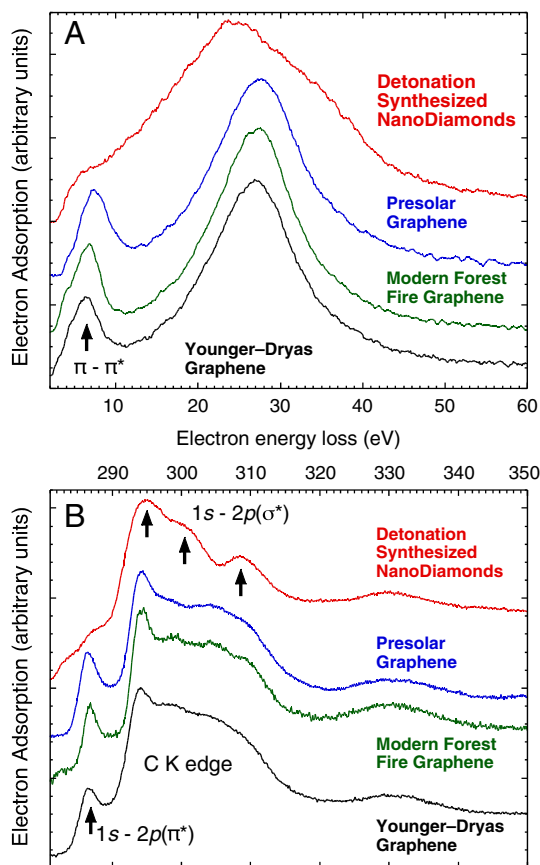 A
Electron Adsorption (arbitrary units)
Detonation
Synthesized
NanoDiamonds
Presolar
Graphene
Modern Forest
Fire Graphene
Younger–Dryas
Graphene
π - π*
10 20 30 40 50 60
Electron energy loss (eV)
290 300 310 320 330 340 350
B
Electron Adsorption (arbitrary units)
1s - 2p(σ*)
Detonation
Synthesized
NanoDiamonds
Presolar
Graphene
Modern Forest
Fire Graphene
C K edge
1s - 2p(π*)
Younger–Dryas
Graphene